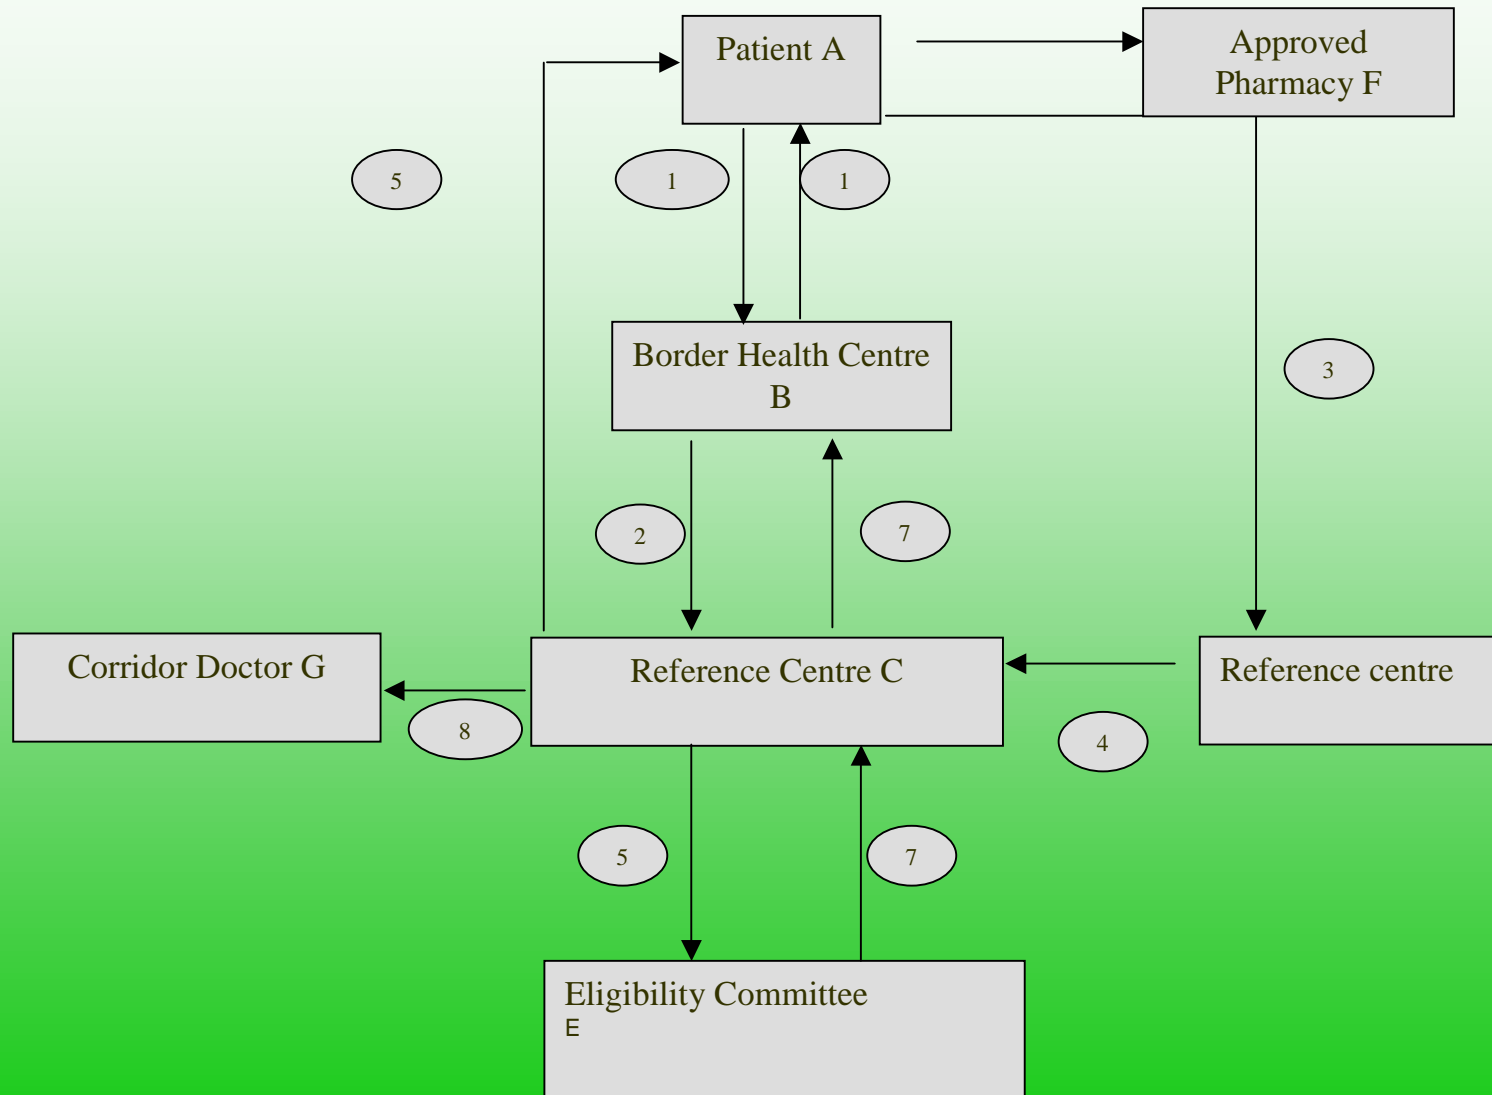 Patient A
Approved
Pharmacy F
5
1
1
Border Health Centre
B
3
2
7
Corridor Doctor G
Reference Centre C
Reference centre
8
4
5
7
Eligibility Committee
E